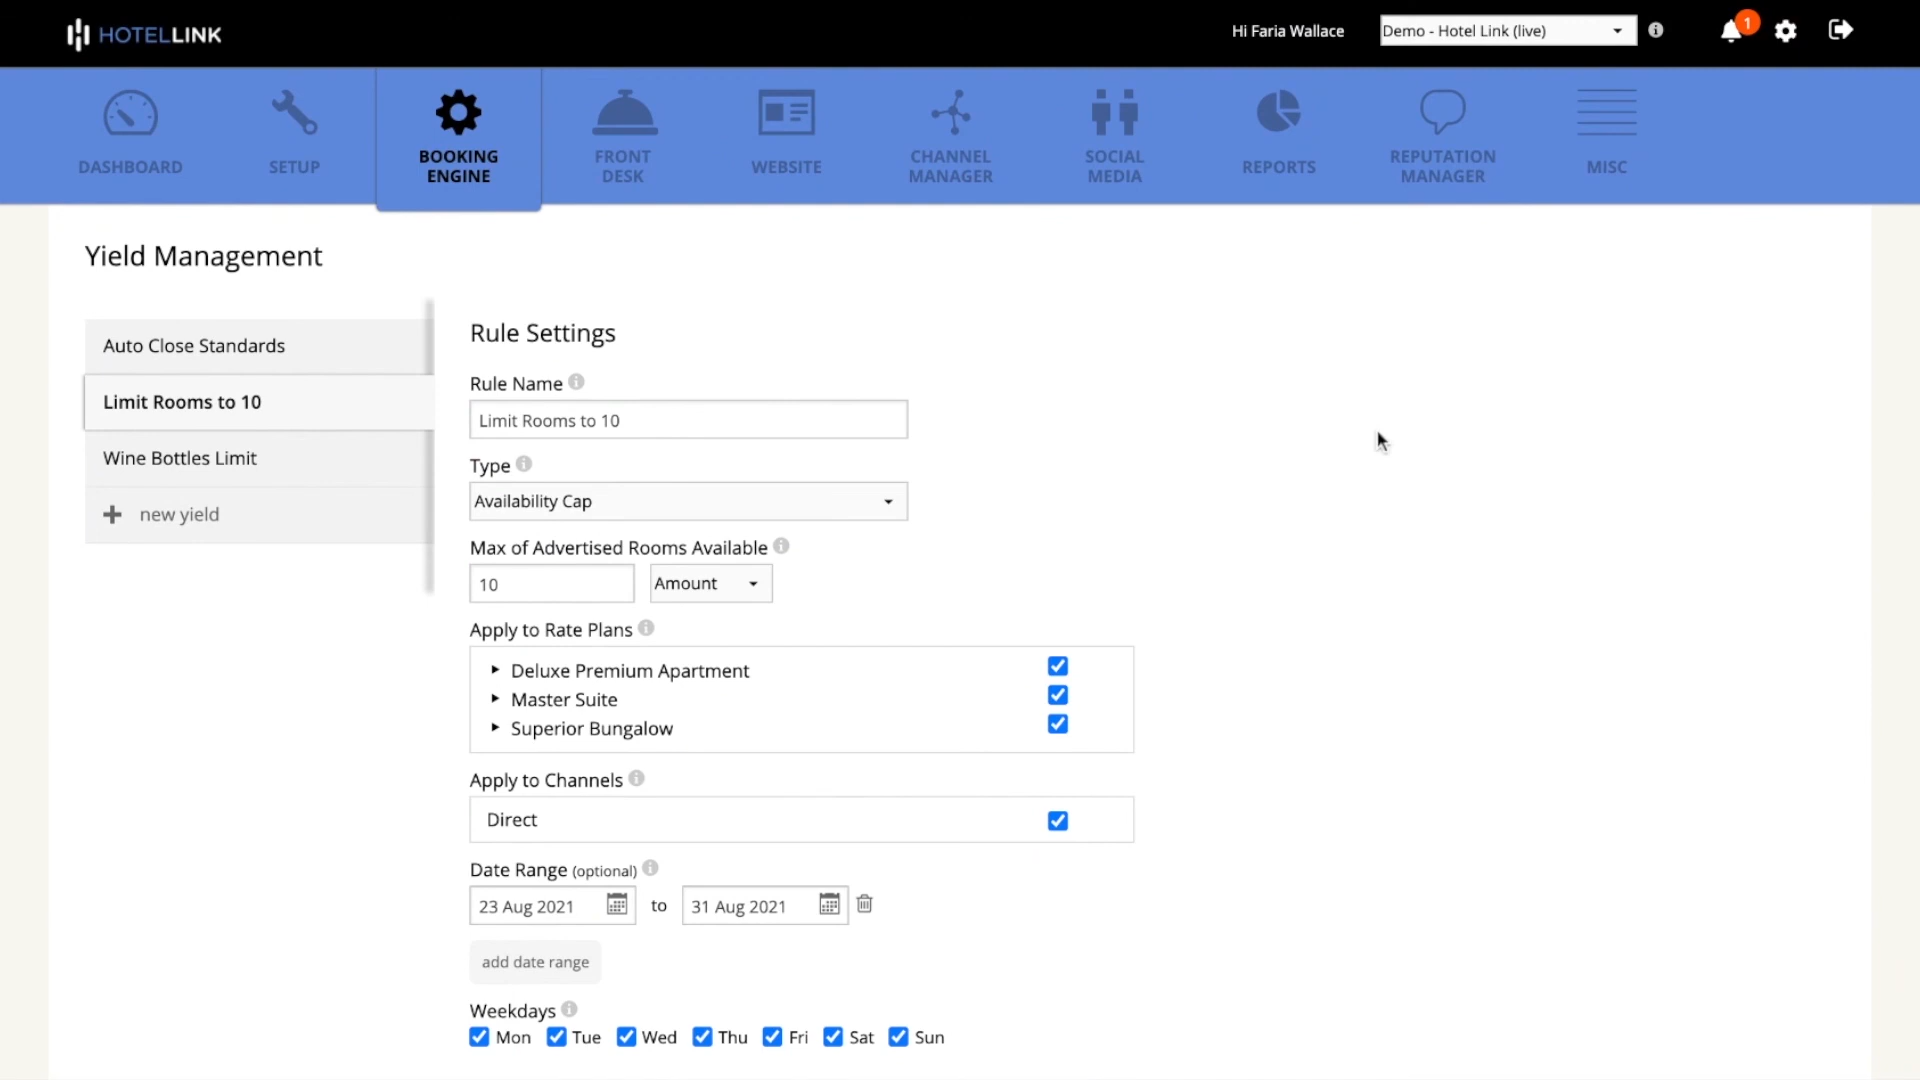 HOTELLINK
Hi Faria Wallace
Demo - Hotel Link (live)
1
DASHBOARD
SETUP
BOOKING
ENGINE
FRONT
DESK
WEBSITE
CHANNEL
MANAGER
SOCIAL
MEDIA
REPORTS
REPUTATION
MANAGER
MISC
Yield Management
Auto Close Standards
Limit Rooms to 10
Wine Bottles Limit
+ new yield
Rule Settings
Rule Name
Limit Rooms to 10
Type
Availability Cap
Max of Advertised Rooms Available
10 Amount
Apply to Rate Plans
Deluxe Premium Apartment
Master Suite
Superior Bungalow
Apply to Channels
Direct
Date Range (optional)
23 Aug 2021 to 31 Aug 2021
add date range
Weekdays
Mon Tue Wed Thu Fri Sat Sun